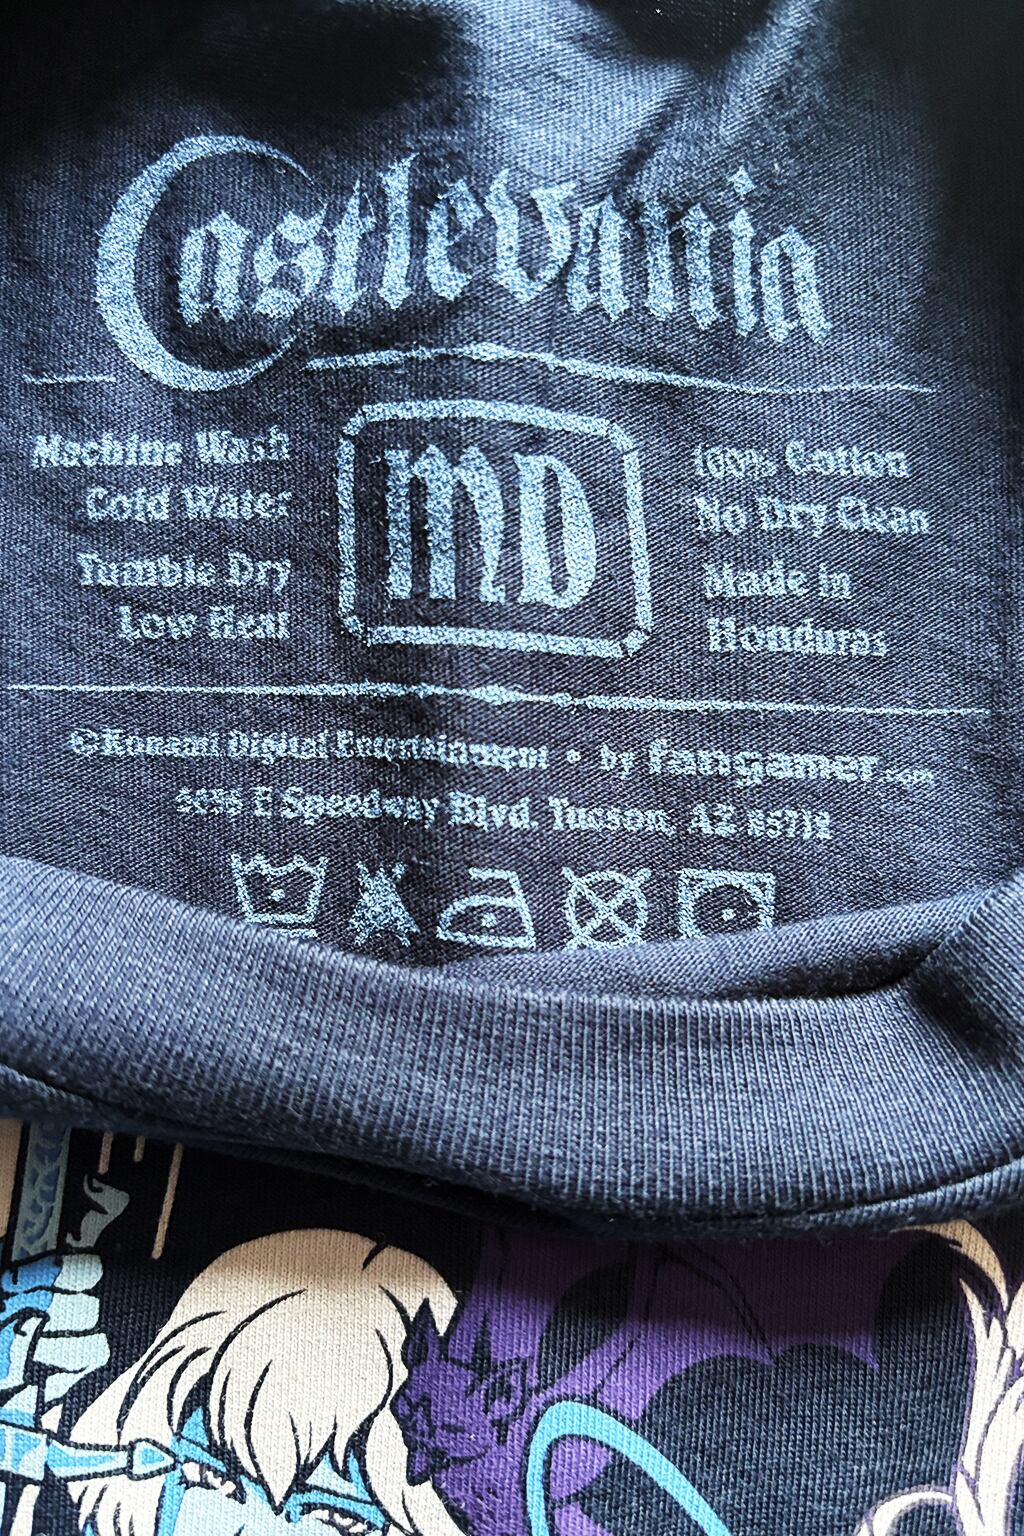 Castlevania
Machine Wash
Cold Water
Tumble Dry
Low Heat
MD
100% Cotton
No Dry Clean
Made in
Honduras
©Konami Digital Entertainment • by fangamer.com
E Speedway Blvd. Tucson, AZ 85712